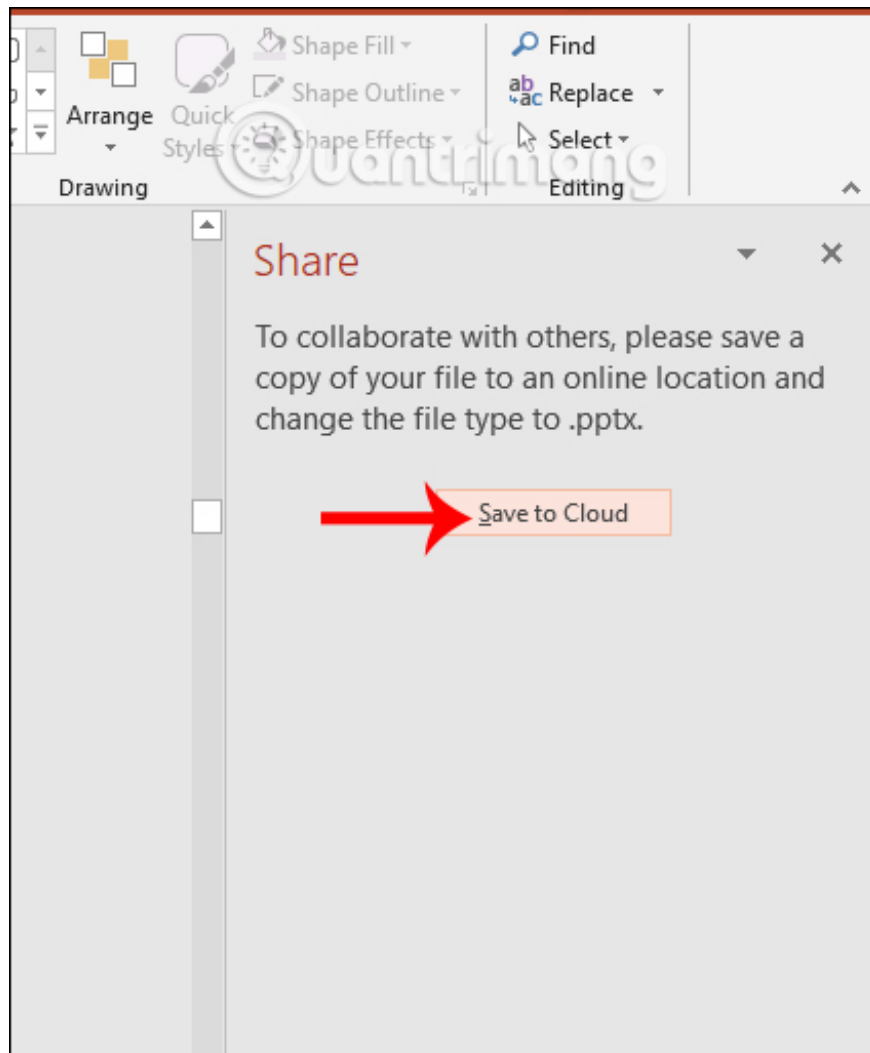 Shape Fill
Find
Shape Outline
Replace
Arrange
Quick
Styles
Shape Effects
Select
Quantrimang
Drawing
Editing
Share
To collaborate with others, please save a
copy of your file to an online location and
change the file type to .pptx.
Save to Cloud